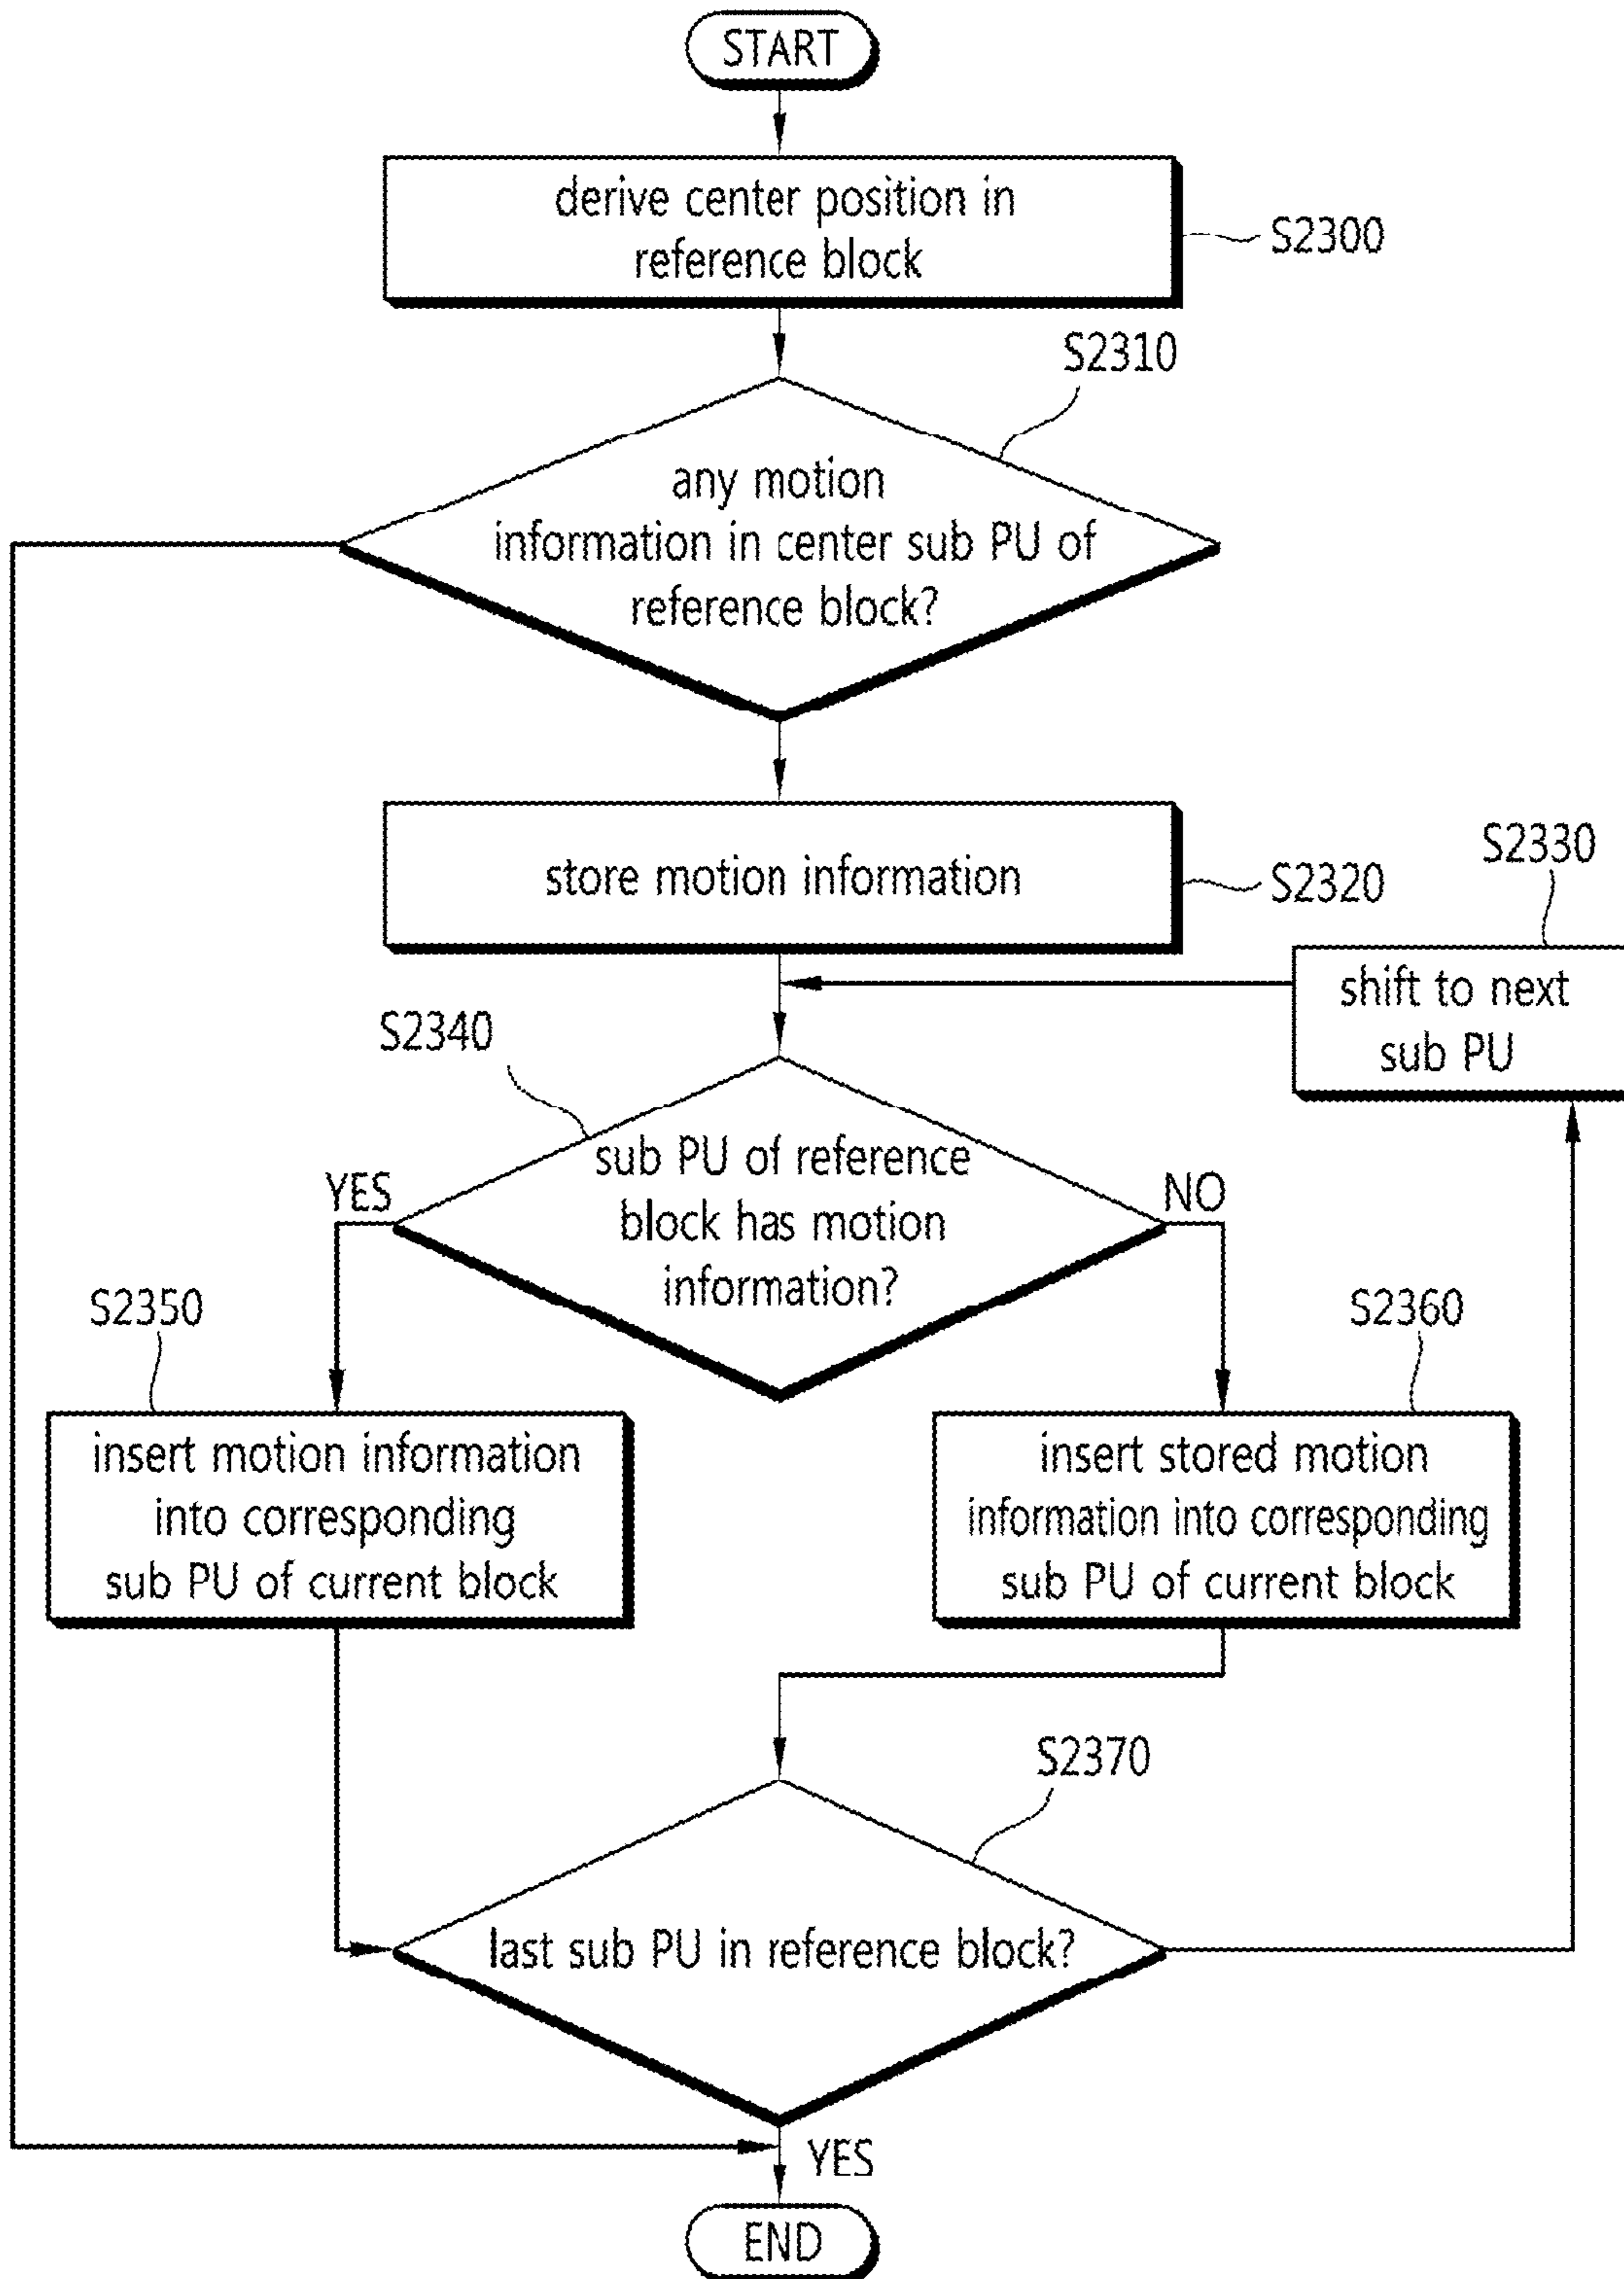 START
derive center position in
reference block
S2300
S2310
any motion
information in center sub PU of
reference block?
store motion information
S2320
S2330
shift to next
sub PU
S2340
sub PU of reference
block has motion
information?
YES
NO
S2350
insert motion information
into corresponding
sub PU of current block
S2360
insert stored motion
information into corresponding
sub PU of current block
S2370
last sub PU in reference block?
YES
END